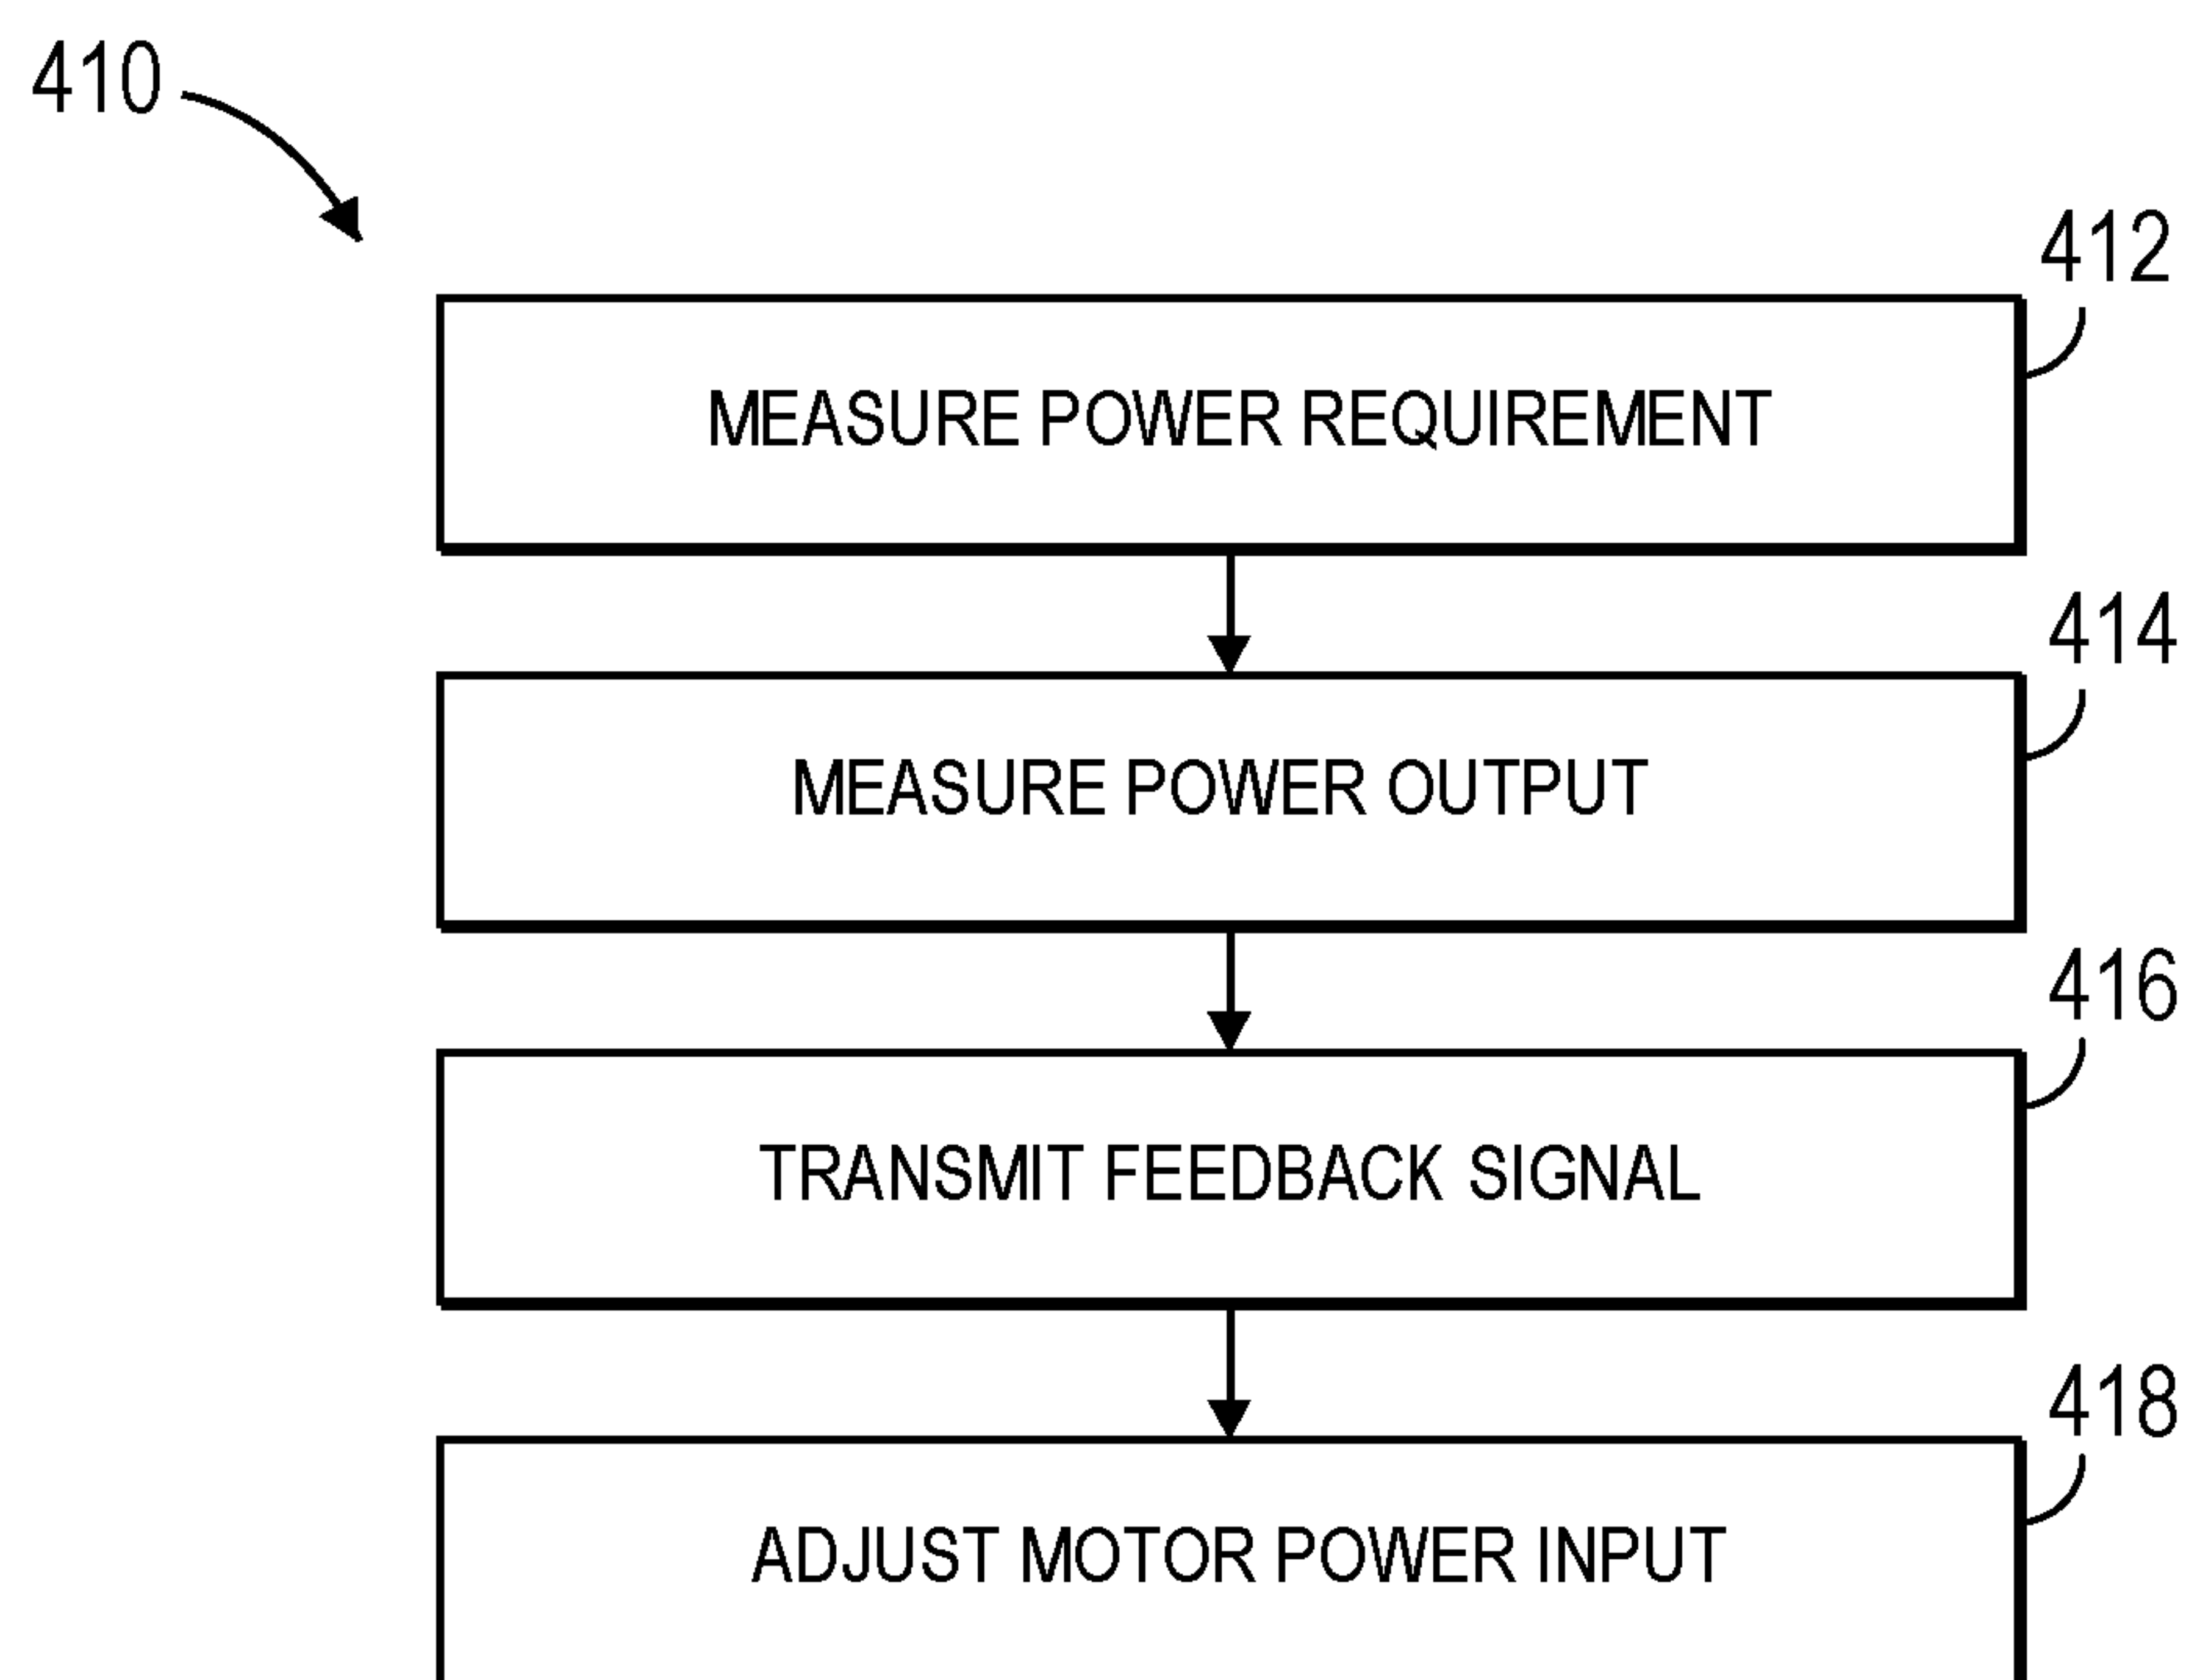 410
412
MEASURE POWER REQUIREMENT
414
MEASURE POWER OUTPUT
416
TRANSMIT FEEDBACK SIGNAL
418
ADJUST MOTOR POWER INPUT